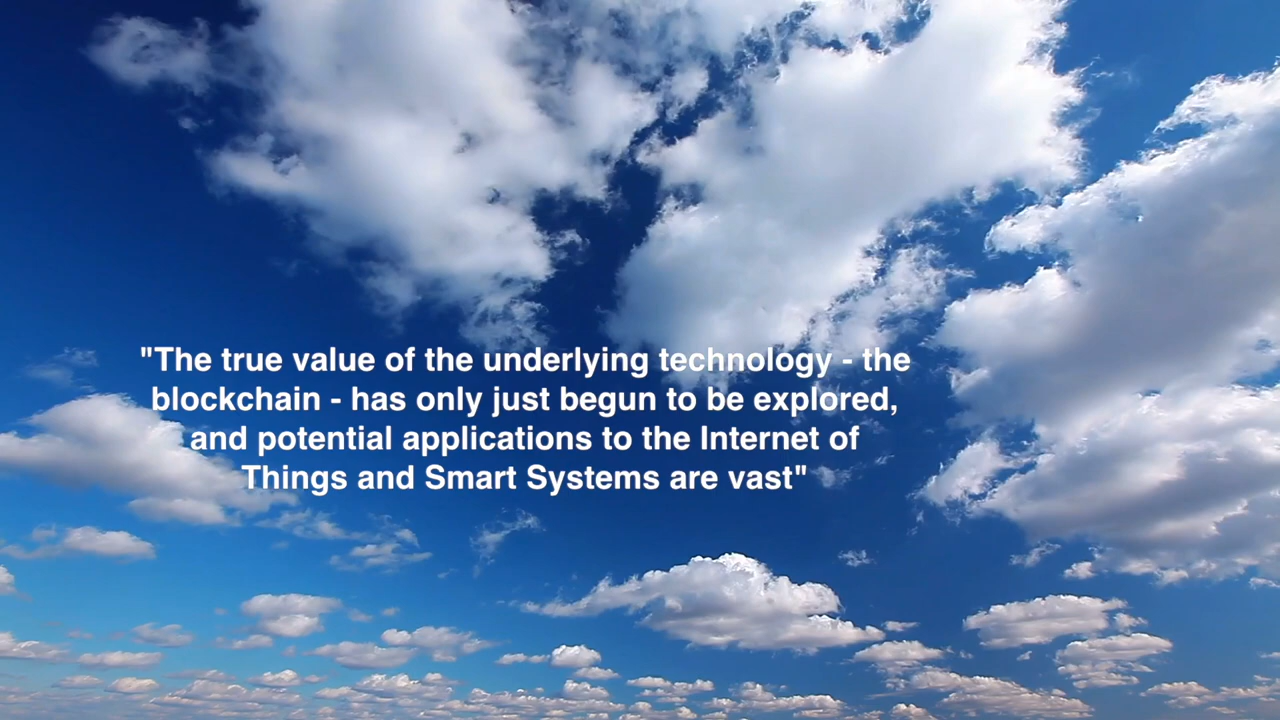 "The true value of the underlying technology - the
blockchain - has only just begun to be explored,
and potential applications to the Internet of
Things and Smart Systems are vast"